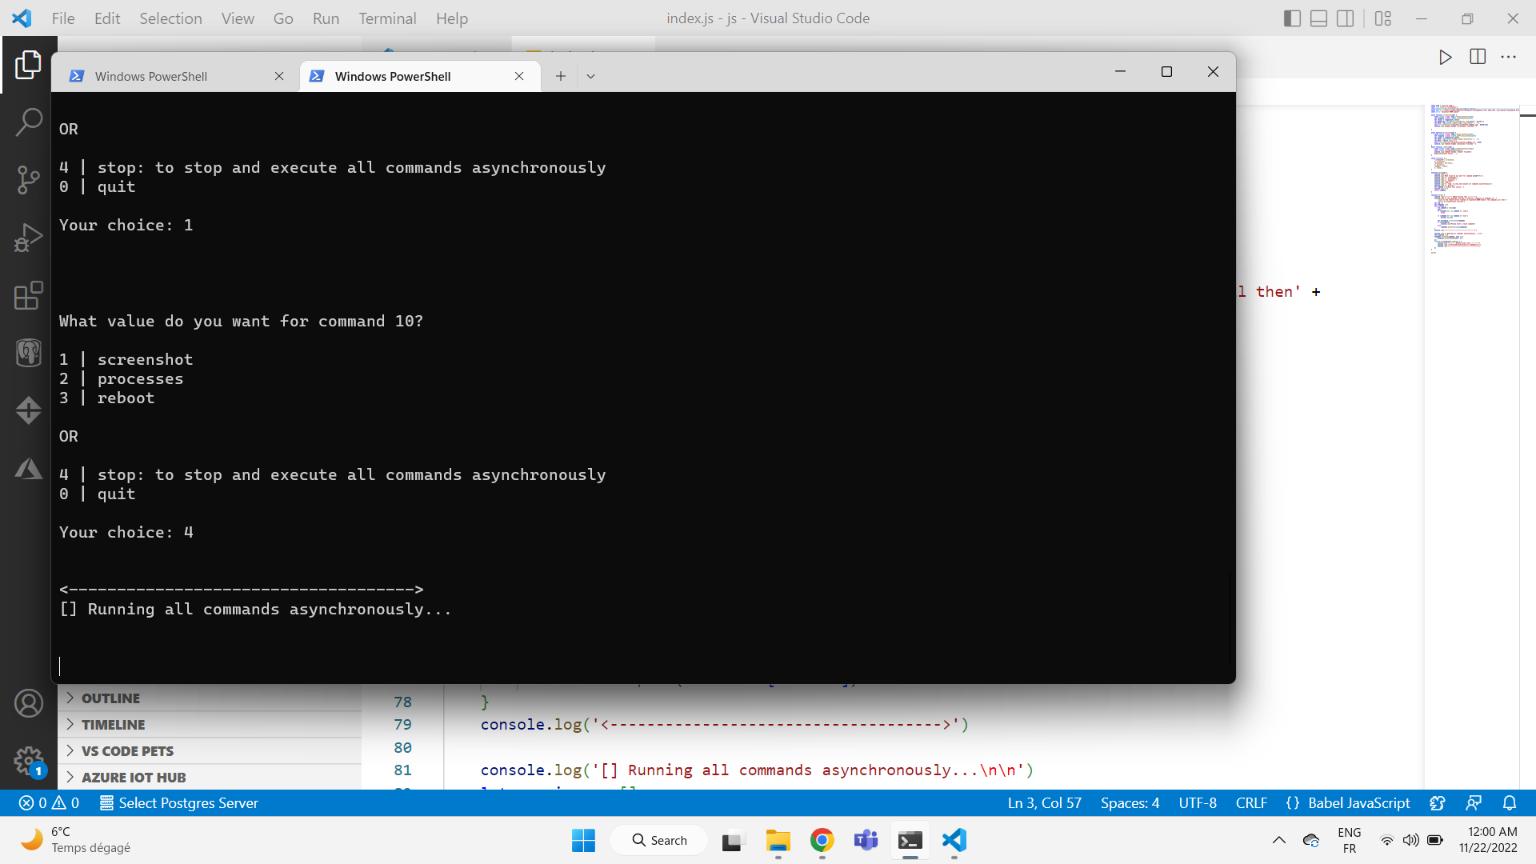 File Edit Selection View Go Run Terminal Help
index.js - js - Visual Studio Code
Windows PowerShell
Windows PowerShell
OR
4 | stop: to stop and execute all commands asynchronously
0 | quit
Your choice: 1
l then' +
What value do you want for command 10?
1 | screenshot
2 | processes
3 | reboot
OR
4 | stop: to stop and execute all commands asynchronously
0 | quit
Your choice: 4
<------------------------------------>
[] Running all commands asynchronously...
OUTLINE
TIMELINE
VS CODE PETS
AZURE IOT HUB
78 }
79 console.log('<------------------------------------>')
80
81 console.log('[] Running all commands asynchronously...\n\n')
1
0 0 Select Postgres Server
Ln 3, Col 57 Spaces: 4 UTF-8 CRLF {} Babel JavaScript
6°C
Temps dégagé
Search
ENG
FR
12:00 AM
11/22/2022